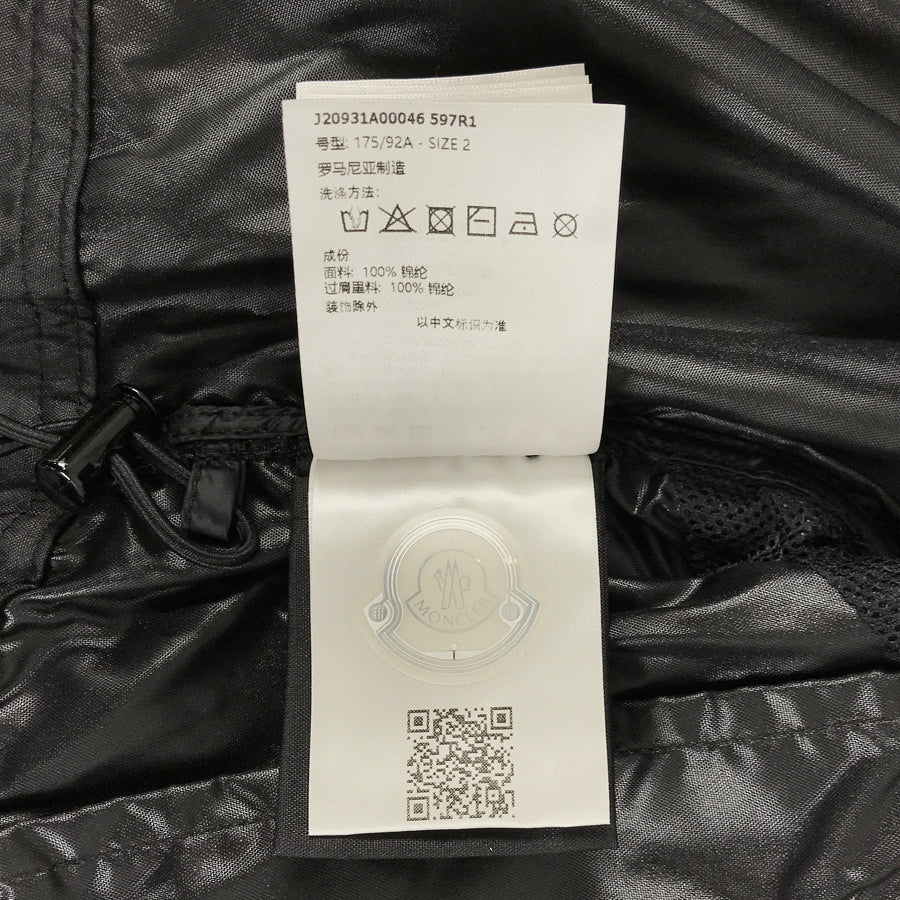 J20931A00046 597R1
号型: 175/92A - SIZE 2
罗马尼亚制造
洗涤方法:
成份
面料: 100% 锦纶
过肩里料: 100% 锦纶
装饰除外
以中文标识为准
MONCLER